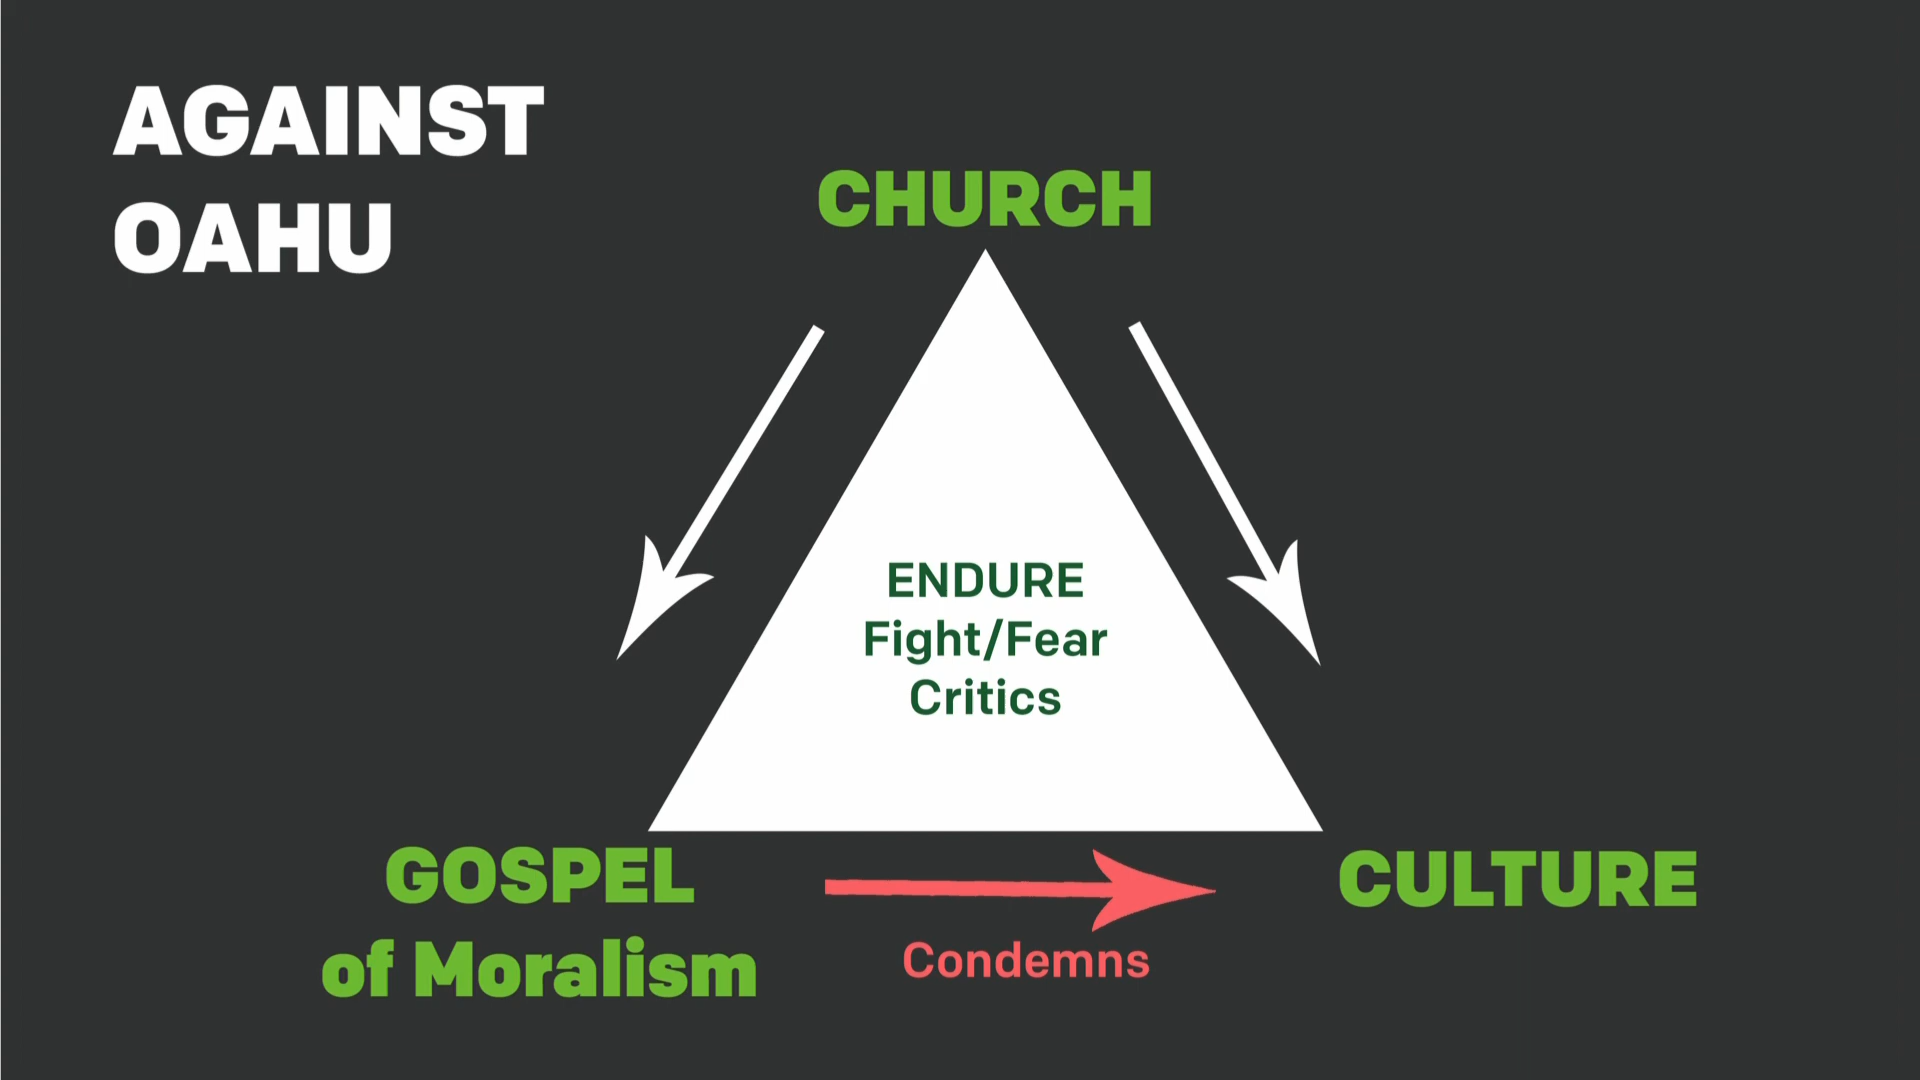 AGAINST
OAHU
CHURCH
ENDURE
Fight/Fear
Critics
GOSPEL
of Moralism
Condemns
CULTURE